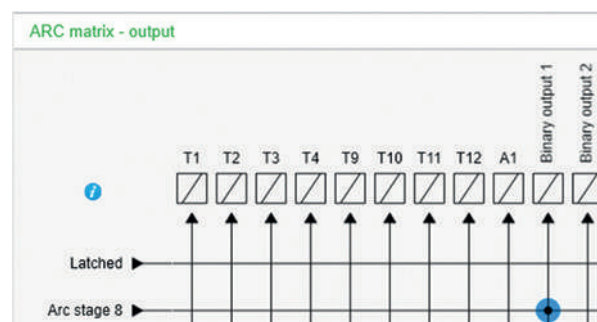 ARC matrix - output
T1 T2 T3 T4 T9 T10 T11 T12 A1 Binary output 1 Binary output 2
i
Latched
Arc stage 8